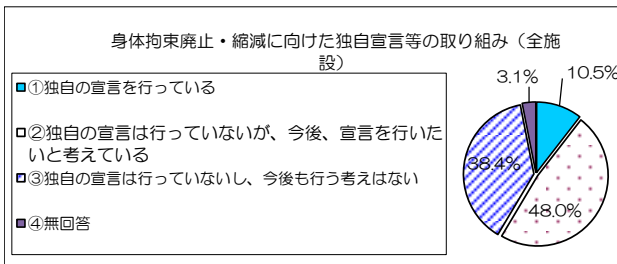 身体拘束廃止・縮減に向けた独自宣言等の取り組み（全施
設）
①独自の宣言を行っている
②独自の宣言は行っていないが、今後、宣言を行いた
いと考えている
③独自の宣言は行っていないし、今後も行う考えはない
④無回答
3.1%
10.5%
38.4%
48.0%